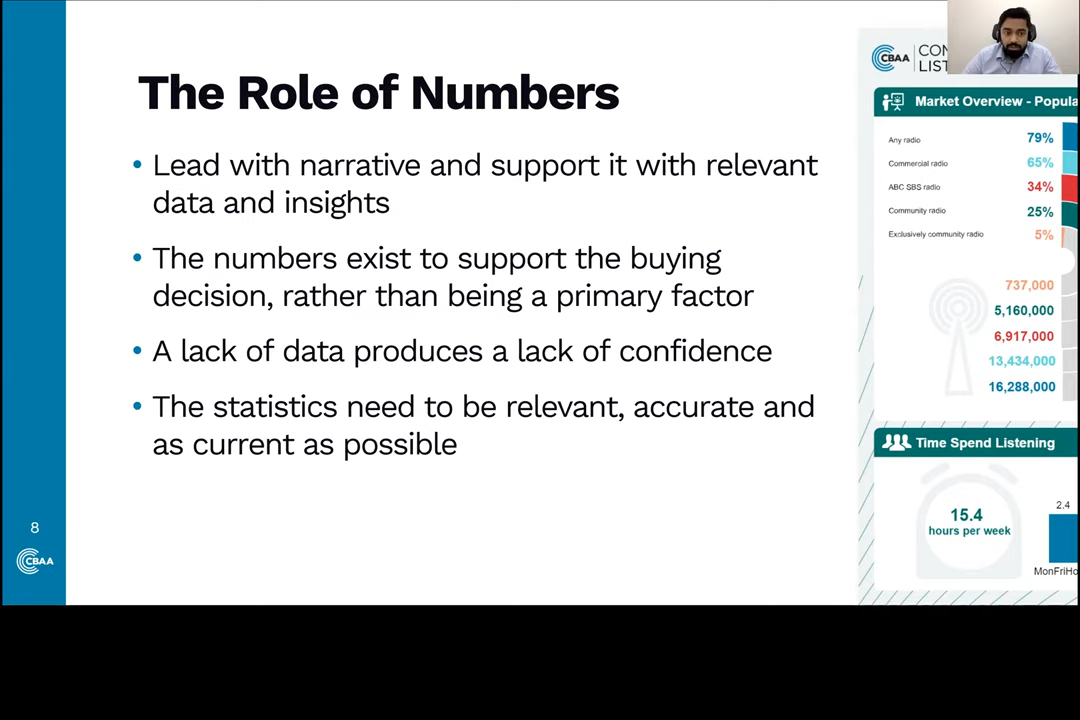 The Role of Numbers
• Lead with narrative and support it with relevant
data and insights
• The numbers exist to support the buying
decision, rather than being a primary factor
• A lack of data produces a lack of confidence
• The statistics need to be relevant, accurate and
as current as possible
8
CBAA
CBAA
CO
LIST
Market Overview - Popula
Any radio 79%
Commercial radio 65%
ABC SBS radio 34%
Community radio 25%
Exclusively community radio 5%
737,000
5,160,000
6,917,000
13,434,000
16,288,000
Time Spend Listening
15.4
hours per week
2.4
MonFriHo